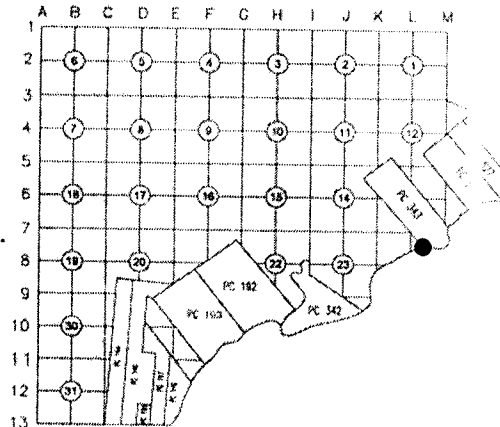 A B C D E F G H I J K L M
1
2 6 5 4 3 2 1
3
4 7 8 9 10 11 12
5
6 18 17 16 15 14 PC 343
7
8 19 20 22 23
9 PC 192
10 30 PC 193 PC 342
11
12 31
13